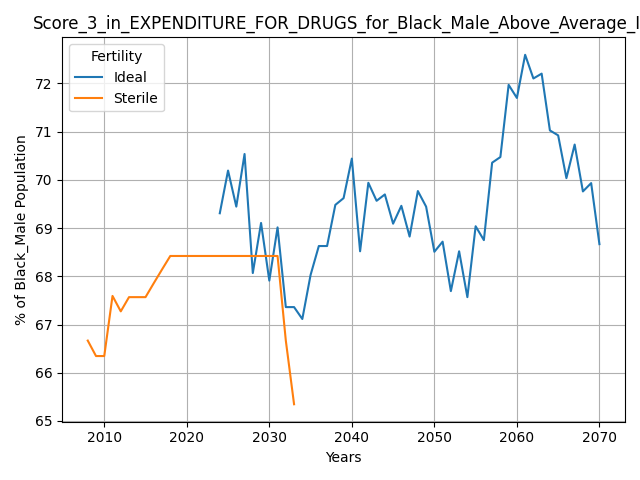 Score_3_in_EXPENDITURE_FOR_DRUGS_for_Black_Male_Above_Average_I
Fertility
Ideal
Sterile
% of Black_Male Population
72
71
70
69
68
67
66
65
2010
2020
2030
2040
2050
2060
2070
Years